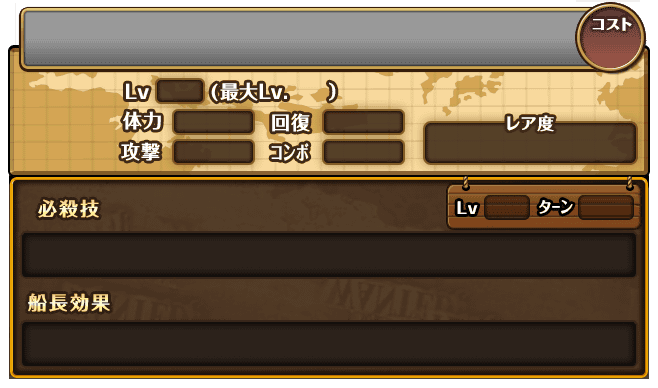 コスト
Lv (最大Lv. )
体力 回復
攻撃 コンボ
レア度
必殺技
Lv ターン
船長効果